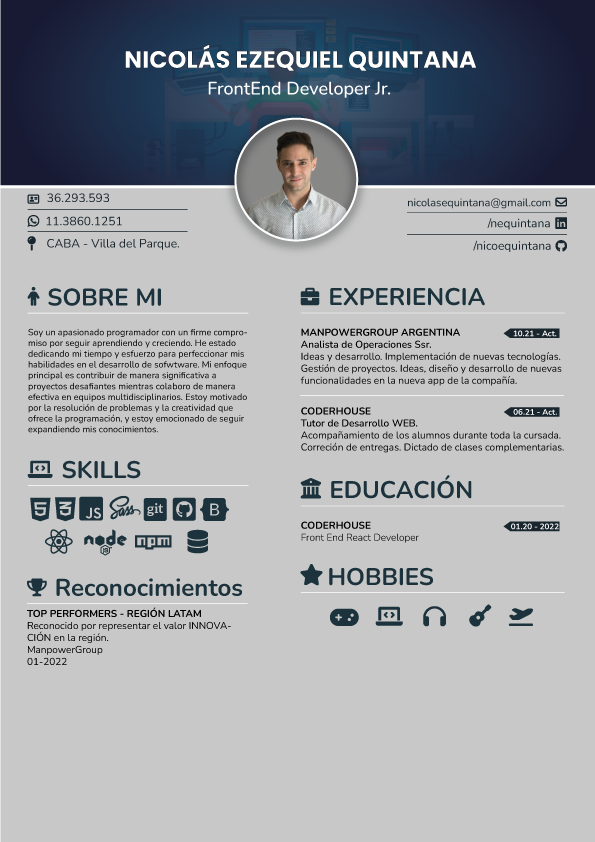 NICOLÁS EZEQUIEL QUINTANA
FrontEnd Developer Jr.
36.293.593
11.3860.1251
CABA - Villa del Parque.
nicolasequintana@gmail.com
/nequintana
in
/nicoequintana
SOBRE MI
Soy un apasionado programador con un firme compro-
miso por seguir aprendiendo y creciendo. He estado
dedicando mi tiempo y esfuerzo para perfeccionar mis
habilidades en el desarrollo de sofwtware. Mi enfoque
principal es contribuir de manera significativa a
proyectos desafiantes mientras colaboro de manera
efectiva en equipos multidisciplinarios. Estoy motivado
por la resolución de problemas y la creatividad que
ofrece la programación, y estoy emocionado de seguir
expandiendo mis conocimientos.
SKILLS
5 3 JS Sass git B
node JS npm
Reconocimientos
TOP PERFORMERS - REGIÓN LATAM
Reconocido por representar el valor INNOVA-
CIÓN en la región.
ManpowerGroup
01-2022
EXPERIENCIA
MANPOWERGROUP ARGENTINA 10.21 - Act.
Analista de Operaciones Ssr.
Ideas y desarrollo. Implementación de nuevas tecnologías.
Gestión de proyectos. Ideas, diseño y desarrollo de nuevas
funcionalidades en la nueva app de la compañía.
CODERHOUSE 06.21 - Act.
Tutor de Desarrollo WEB.
Acompañamiento de los alumnos durante toda la cursada.
Correción de entregas. Dictado de clases complementarias.
EDUCACIÓN
CODERHOUSE 01.20 - 2022
Front End React Developer
HOBBIES